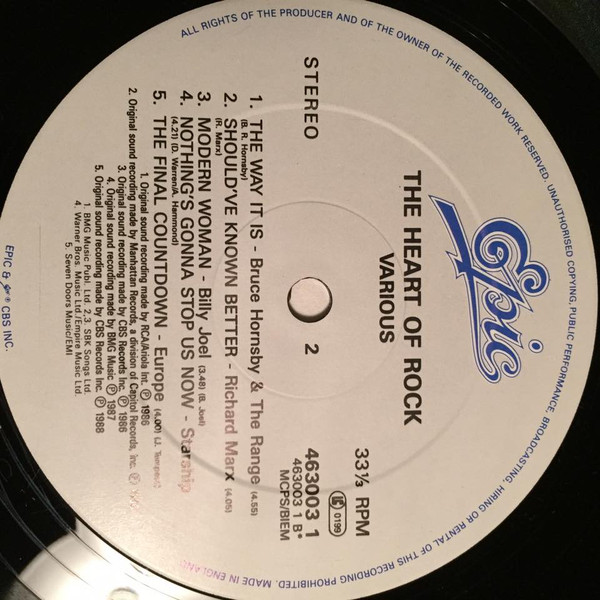 ALL RIGHTS OF THE PRODUCER AND OF THE OWNER OF THE RECORDED WORK RESERVED. UNAUTHORISED COPYING, PUBLIC PERFORMANCE, BROADCASTING, HIRING OR RENTAL OF THIS RECORDING PROHIBITED. MADE IN ENGLAND
Epic
THE HEART OF ROCK
VARIOUS
33⅓ RPM
LC 0199
463003 1
463003 1 B*
MCPS/BIEM
STEREO
2
1. THE WAY IT IS - Bruce Hornsby & The Range (4.55)
(B. R. Hornsby)
2. SHOULD'VE KNOWN BETTER - Richard Marx (4.05)
(R. Marx)
3. MODERN WOMAN - Billy Joel (3.48) (B. Joel)
4. NOTHING'S GONNA STOP US NOW - Starship
(4.21) (D. Warren/A. Hammond)
5. THE FINAL COUNTDOWN - Europe (4.00) (J. Tempest)
1. Original sound recording made by RCA/Ariola Int. ℗ 1986
2. Original sound recording made by Manhattan Records, a division of Capitol Records, Inc. ℗
3. Original sound recording made by CBS Records Inc. ℗ 1986
4. Original sound recording made by BMG Music ℗ 1987
5. Original sound recording made by CBS Records Inc. ℗ 1988
1. BMG Music Publ. Ltd. 2,3. SBK Songs Ltd.
4. Warner Bros. Music Ltd./Empire Music Ltd.
5. Seven Doors Music/EMI
EPIC & ® CBS INC.